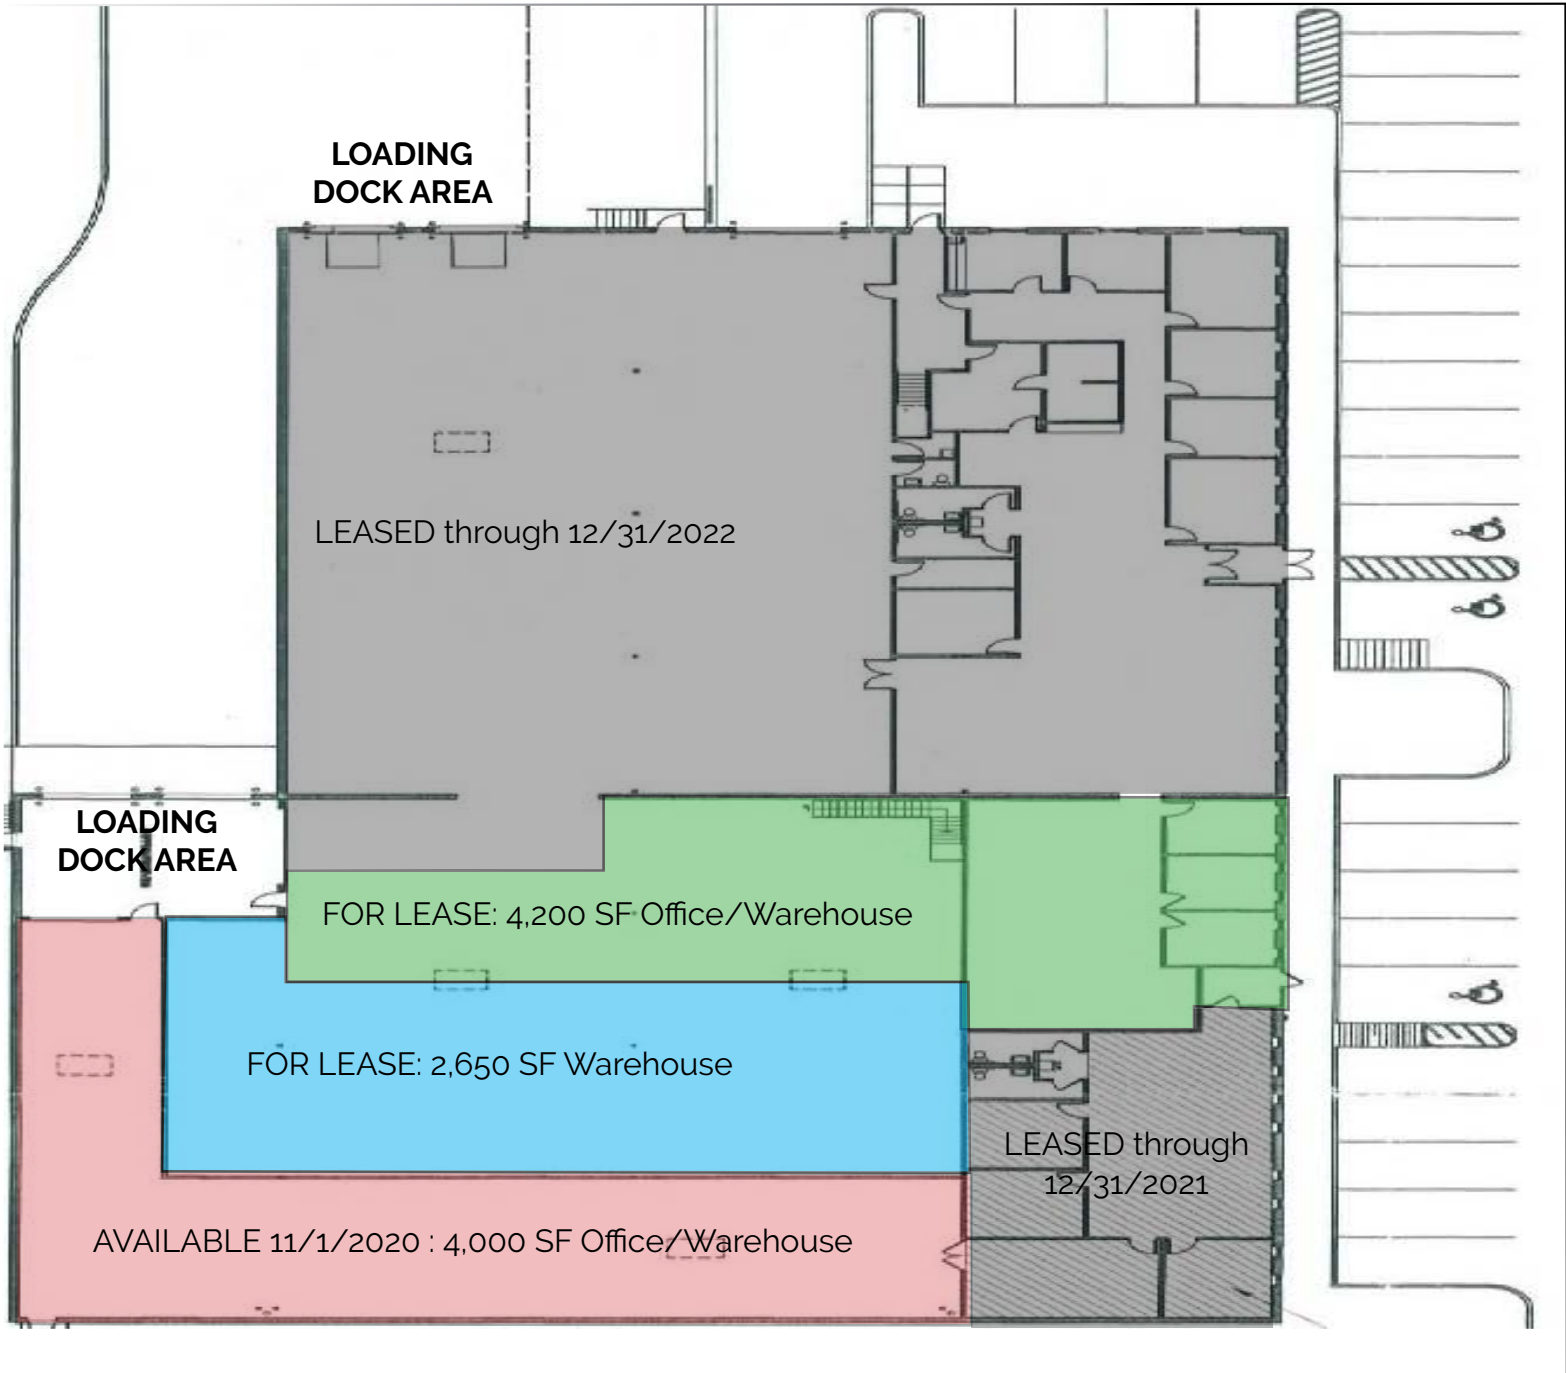 LOADING
DOCK AREA
LEASED through 12/31/2022
LOADING
DOCK AREA
FOR LEASE: 4,200 SF Office/Warehouse
FOR LEASE: 2,650 SF Warehouse
LEASED through
12/31/2021
AVAILABLE 11/1/2020 : 4,000 SF Office/Warehouse